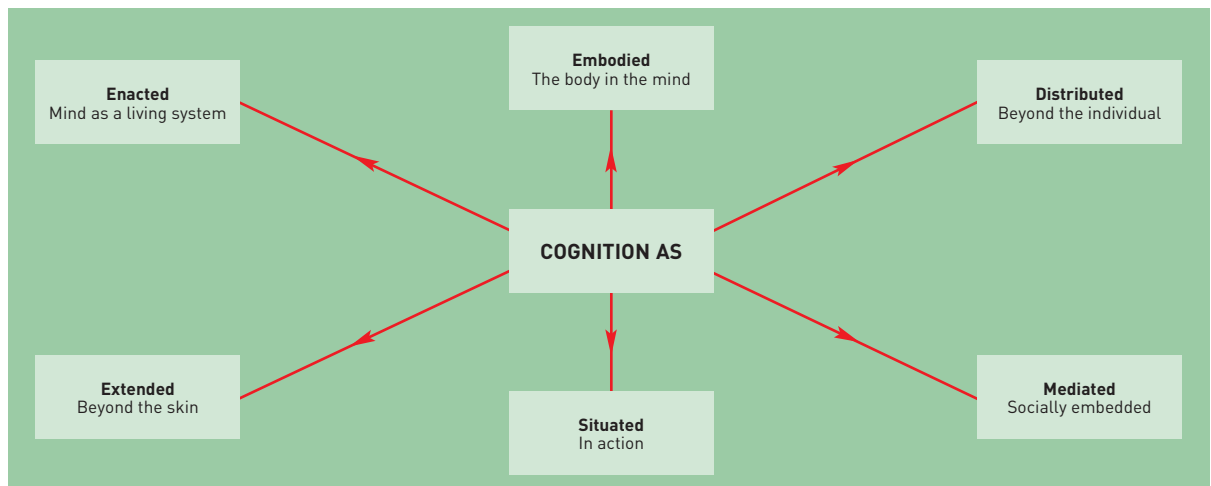 Embodied
The body in the mind
Enacted
Mind as a living system
Distributed
Beyond the individual
COGNITION AS
Extended
Beyond the skin
Situated
In action
Mediated
Socially embedded